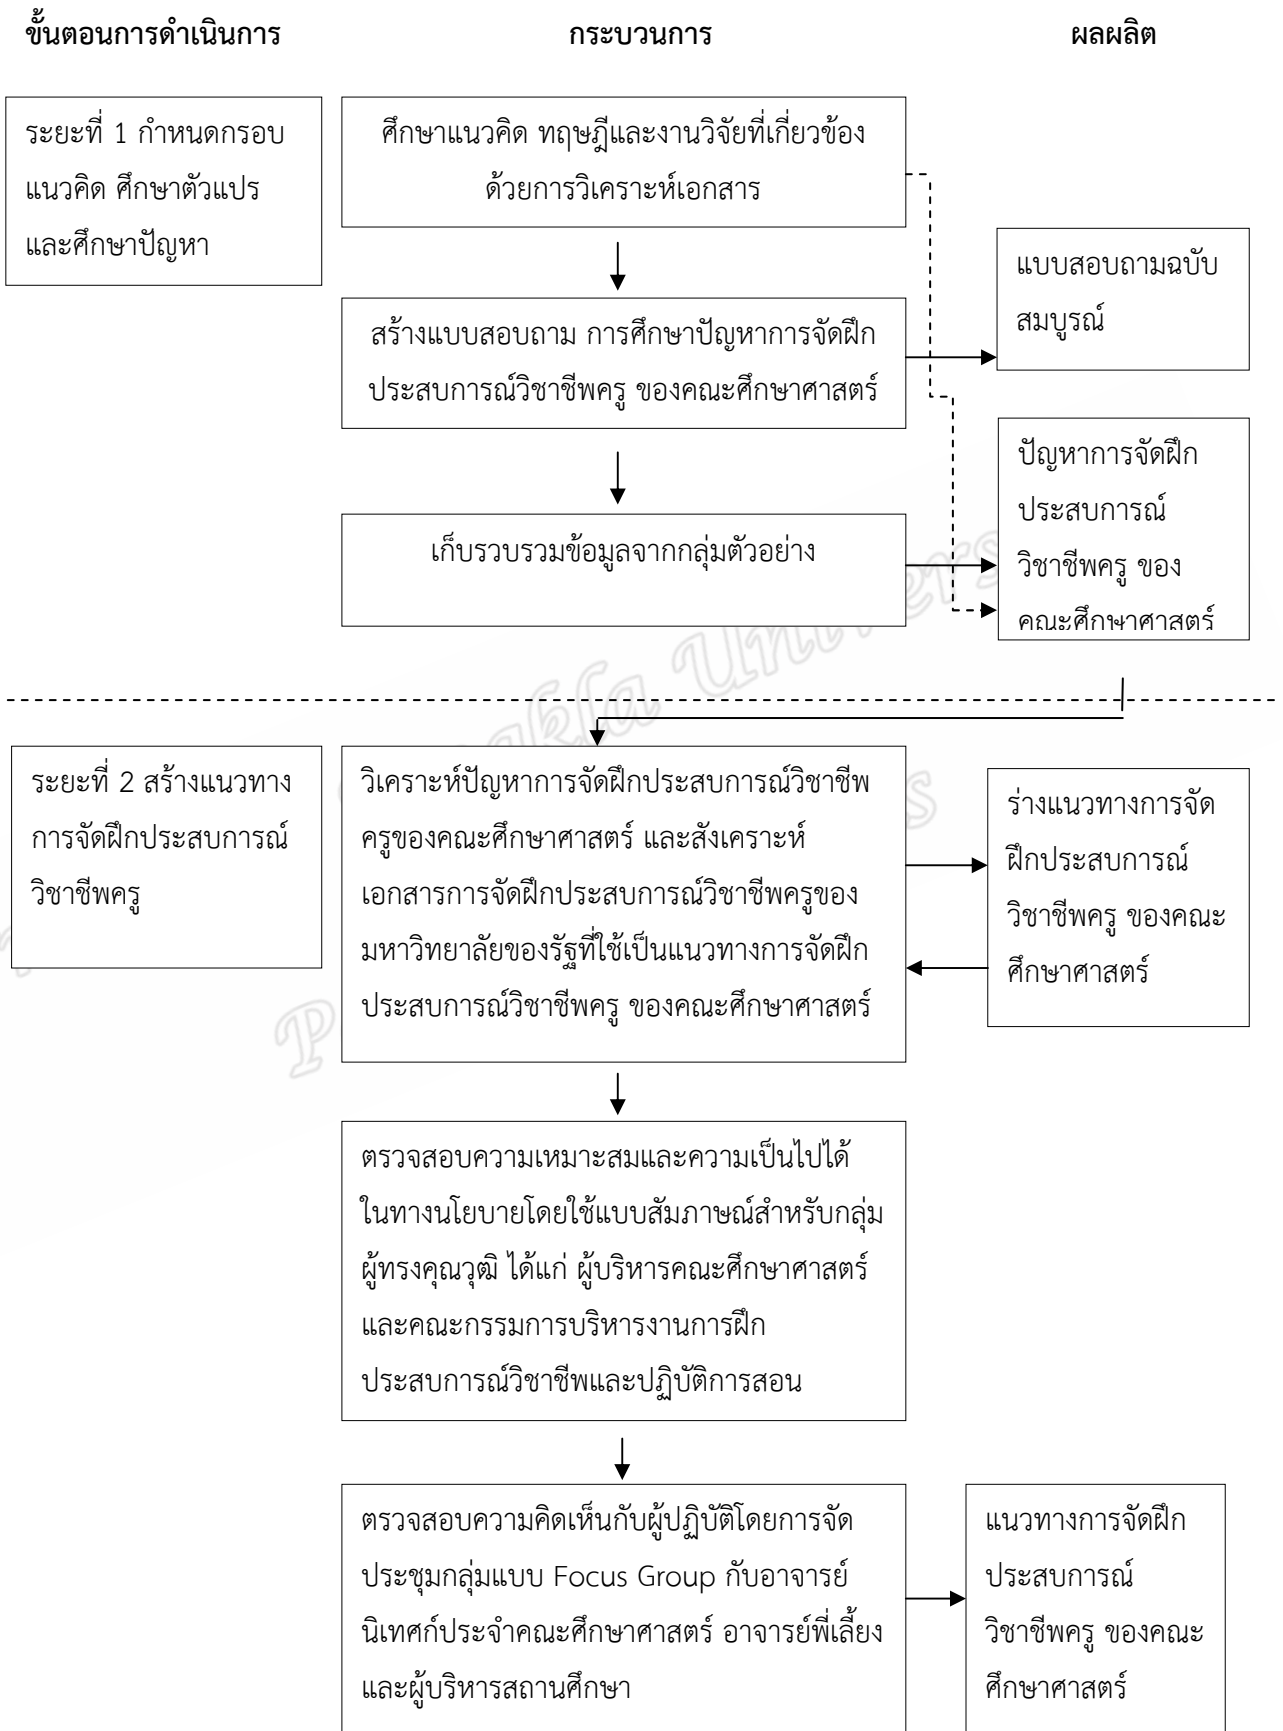 ขั้นตอนการดำเนินการ กระบวนการ ผลผลิต
ระยะที่ 1 กำหนดกรอบ
แนวคิด ศึกษาตัวแปร
และศึกษาปัญหา
ศึกษาแนวคิด ทฤษฎีและงานวิจัยที่เกี่ยวข้อง
ด้วยการวิเคราะห์เอกสาร
สร้างแบบสอบถาม การศึกษาปัญหาการจัดฝึก
ประสบการณ์วิชาชีพครู ของคณะศึกษาศาสตร์
แบบสอบถามฉบับ
สมบูรณ์
เก็บรวบรวมข้อมูลจากกลุ่มตัวอย่าง
ปัญหาการจัดฝึก
ประสบการณ์
วิชาชีพครู ของ
คณะศึกษาศาสตร์
ระยะที่ 2 สร้างแนวทาง
การจัดฝึกประสบการณ์
วิชาชีพครู
วิเคราะห์ปัญหาการจัดฝึกประสบการณ์วิชาชีพ
ครูของคณะศึกษาศาสตร์ และสังเคราะห์
เอกสารการจัดฝึกประสบการณ์วิชาชีพครูของ
มหาวิทยาลัยของรัฐที่ใช้เป็นแนวทางการจัดฝึก
ประสบการณ์วิชาชีพครู ของคณะศึกษาศาสตร์
ร่างแนวทางการจัด
ฝึกประสบการณ์
วิชาชีพครู ของคณะ
ศึกษาศาสตร์
ตรวจสอบความเหมาะสมและความเป็นไปได้
ในทางนโยบายโดยใช้แบบสัมภาษณ์สำหรับกลุ่ม
ผู้ทรงคุณวุฒิ ได้แก่ ผู้บริหารคณะศึกษาศาสตร์
และคณะกรรมการบริหารงานการฝึก
ประสบการณ์วิชาชีพและปฏิบัติการสอน
ตรวจสอบความคิดเห็นกับผู้ปฏิบัติโดยการจัด
ประชุมกลุ่มแบบ Focus Group กับอาจารย์
นิเทศก์ประจำคณะศึกษาศาสตร์ อาจารย์พี่เลี้ยง
และผู้บริหารสถานศึกษา
แนวทางการจัดฝึก
ประสบการณ์
วิชาชีพครู ของคณะ
ศึกษาศาสตร์